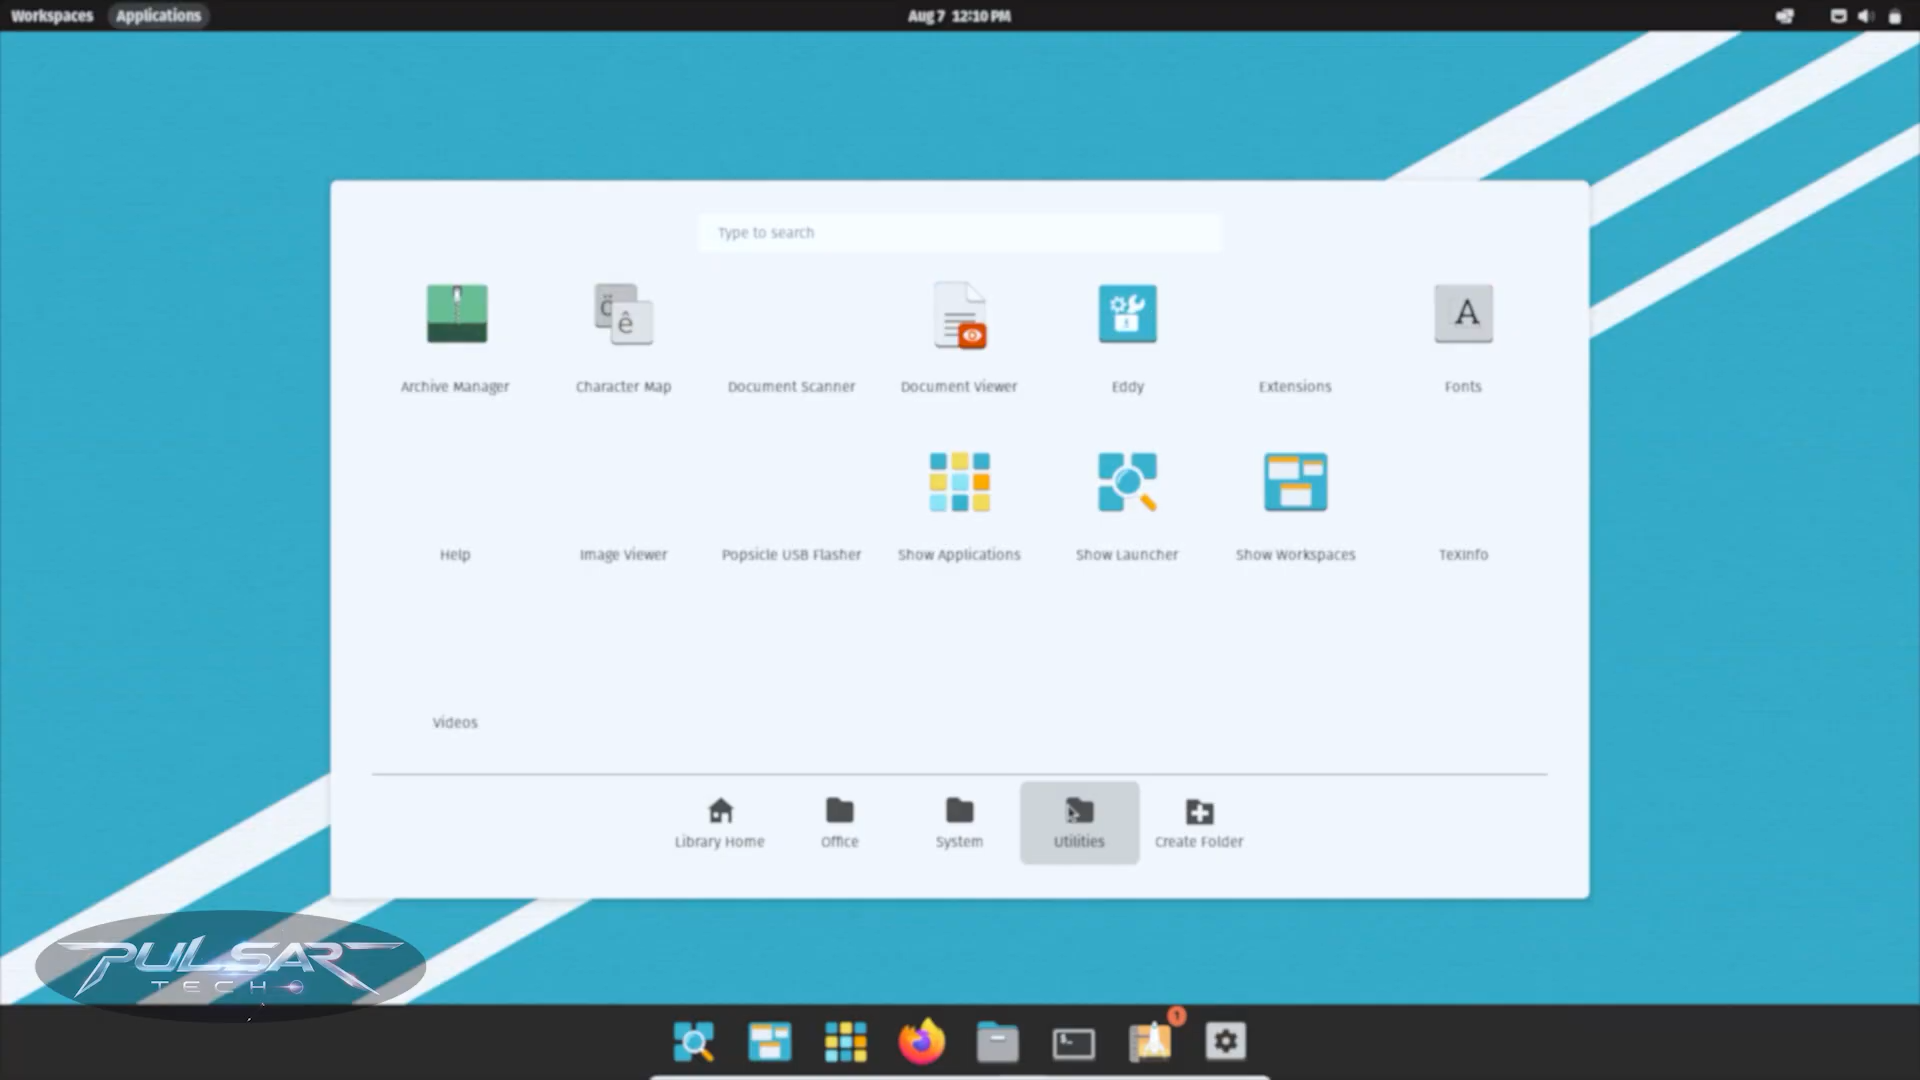 Workspaces Applications Aug 7 12:10 PM
Type to search
Archive Manager Character Map Document Scanner Document Viewer Eddy Extensions Fonts
Help Image Viewer Popsicle USB Flasher Show Applications Show Launcher Show Workspaces TeXInfo
Videos
Library Home Office System Utilities Create Folder
PULSAR
TECH
1